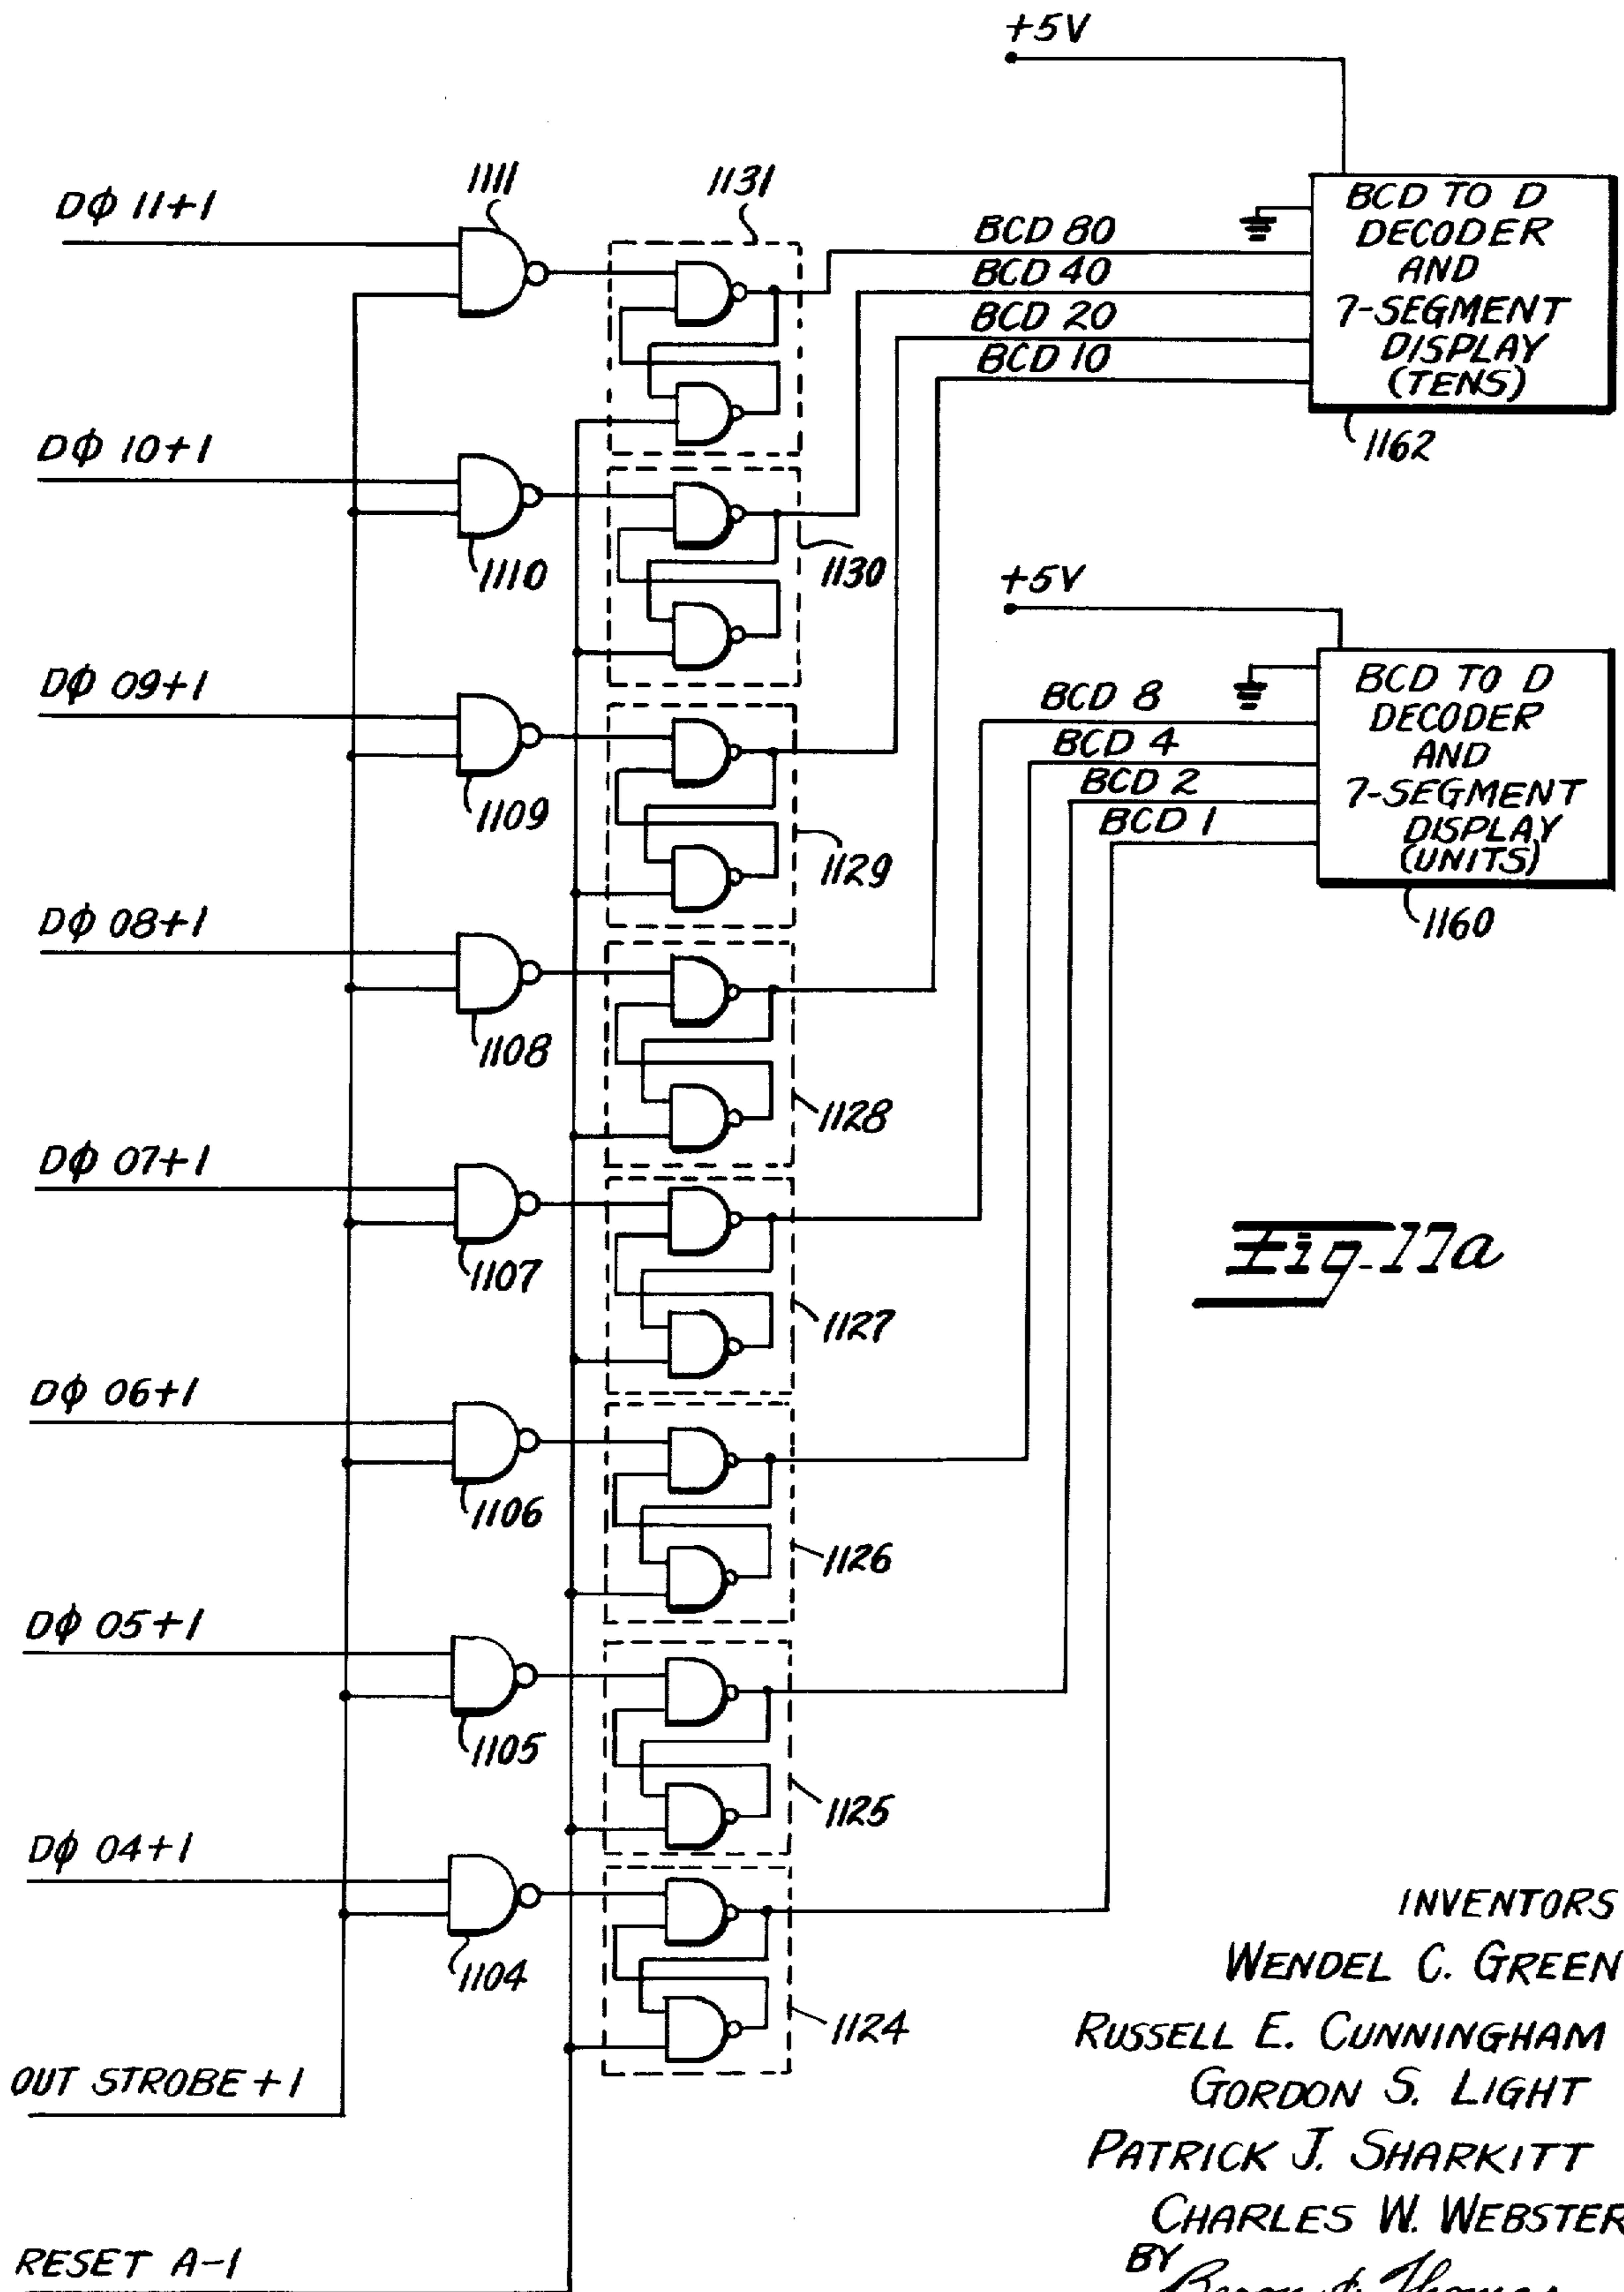 +5V
DΦ 11+1
1111
1131
BCD 80
BCD 40
BCD 20
BCD 10
BCD TO D
DECODER
AND
7-SEGMENT
DISPLAY
(TENS)
1162
DΦ 10+1
1110
1130
+5V
DΦ 09+1
1109
1129
BCD 8
BCD 4
BCD 2
BCD 1
BCD TO D
DECODER
AND
7-SEGMENT
DISPLAY
(UNITS)
1160
DΦ 08+1
1108
1128
DΦ 07+1
1107
1127
Fig-17a
DΦ 06+1
1106
1126
DΦ 05+1
1105
1125
DΦ 04+1
1104
1124
OUT STROBE+1
RESET A-1
INVENTORS
WENDEL C. GREEN
RUSSELL E. CUNNINGHAM
GORDON S. LIGHT
PATRICK J. SHARKITT
CHARLES W. WEBSTER
BY